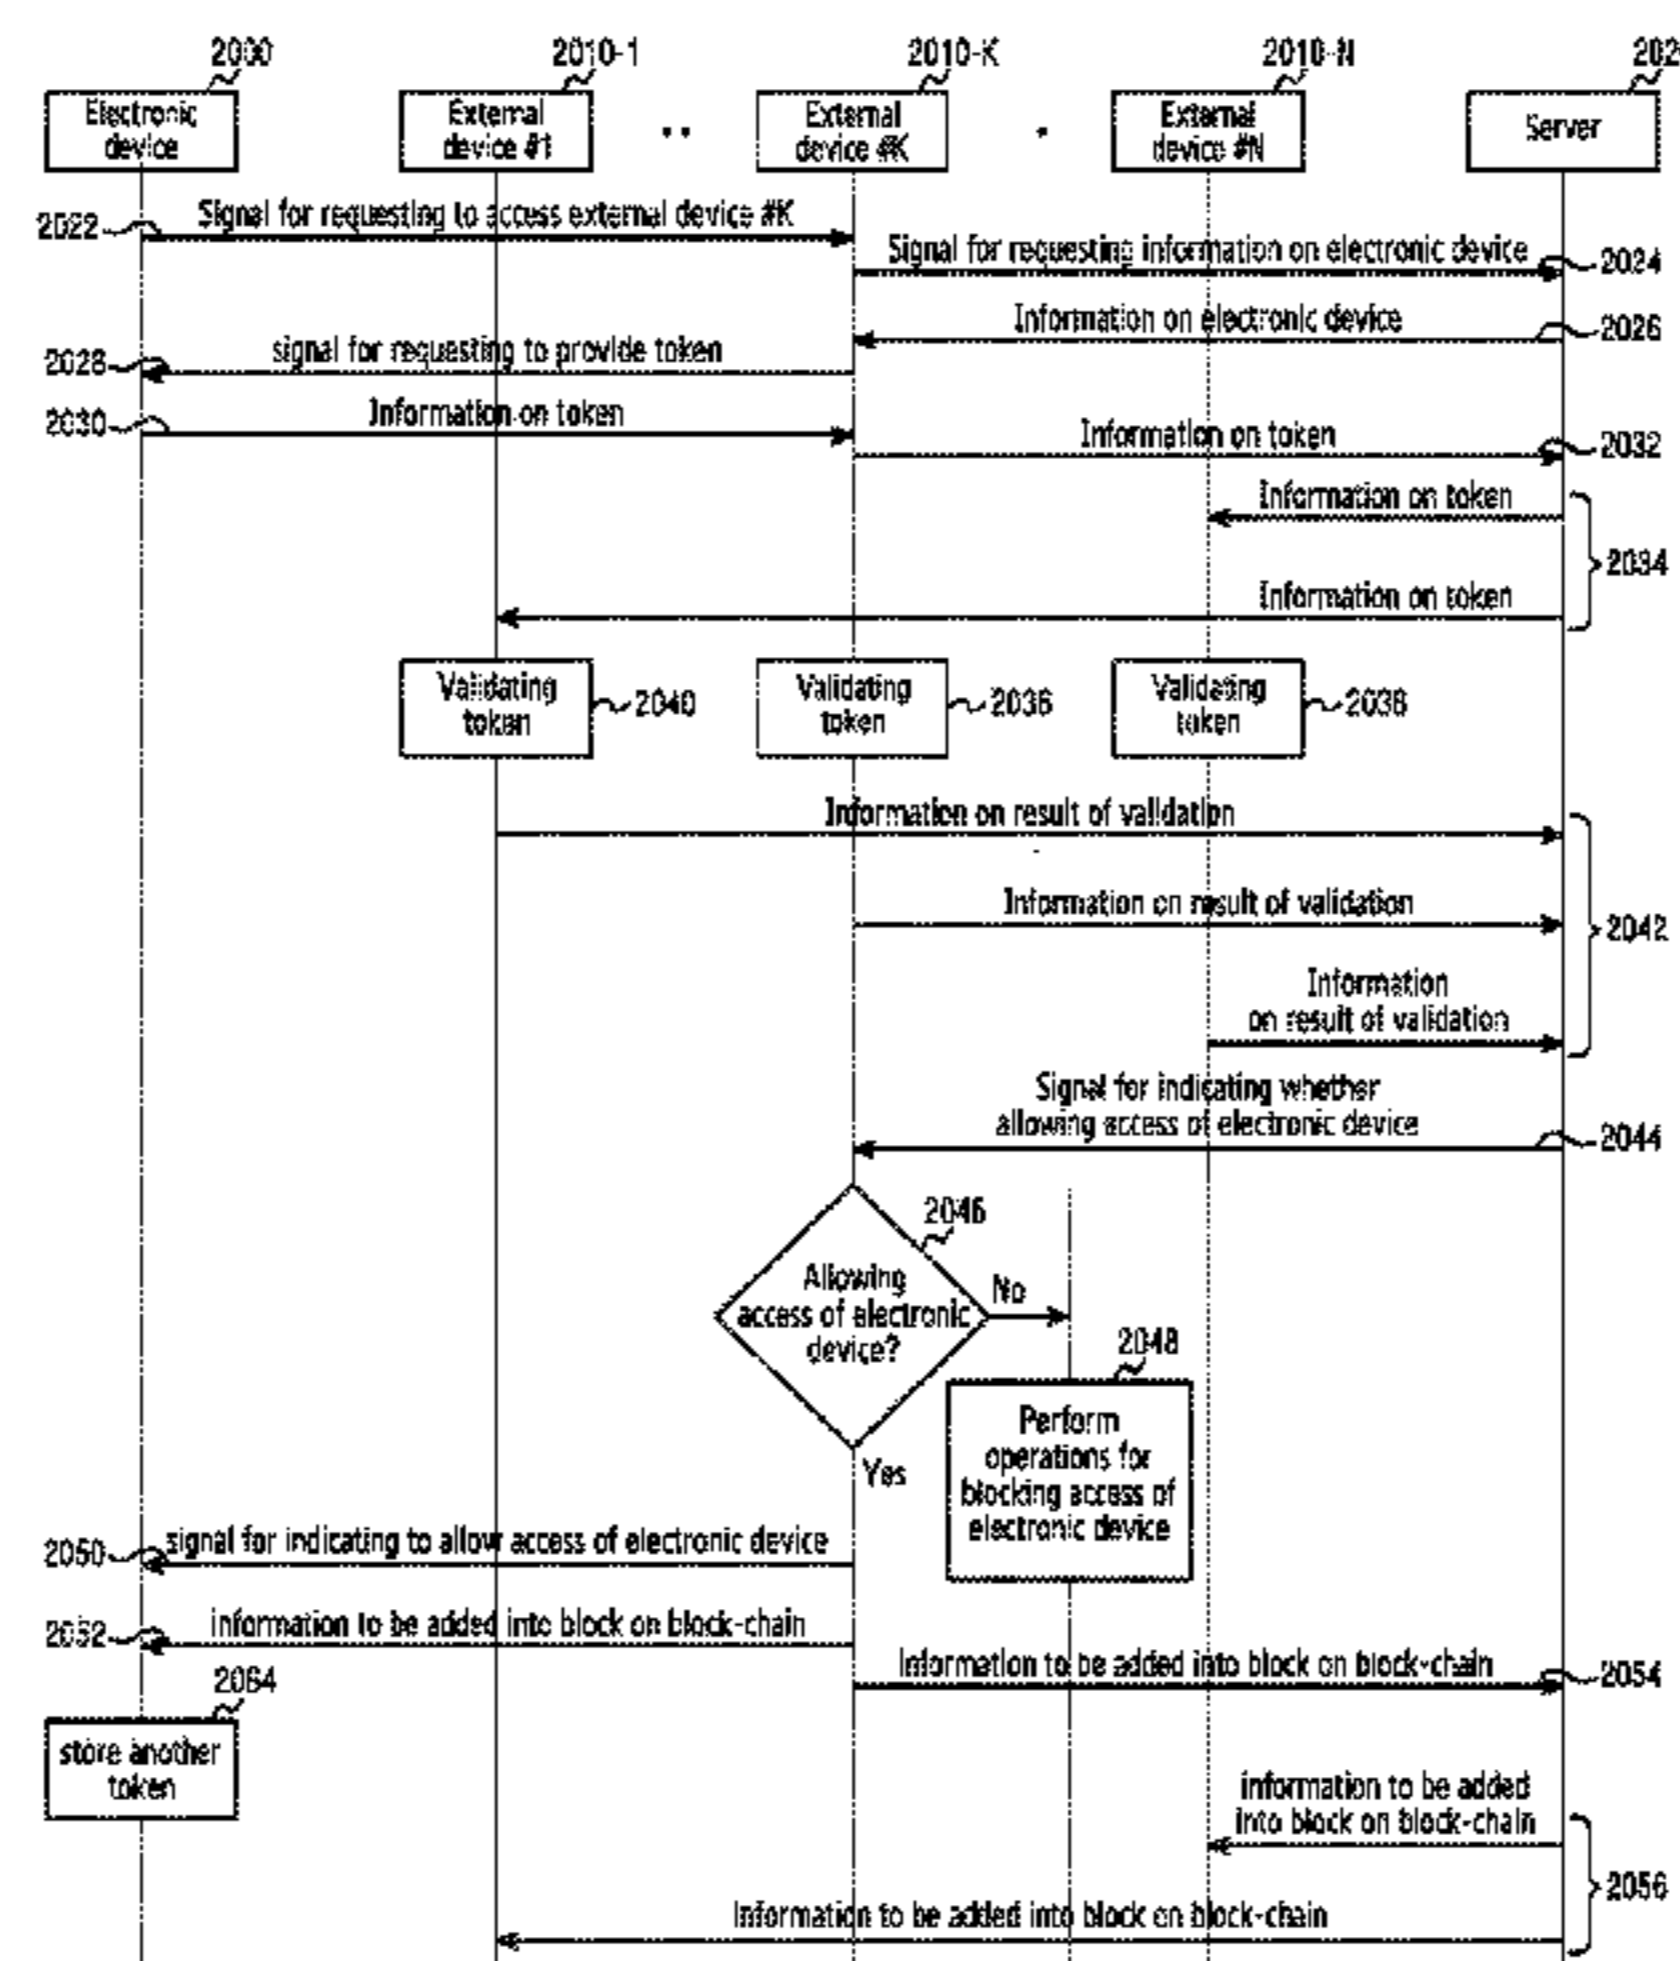 2000
2010-1
2010-K
2010-N
202
Electronic
device
External
device #1
External
device #K
External
device #N
Server
2022
Signal for requesting to access external device #K
Signal for requesting information on electronic device
2024
Information on electronic device
2026
2028
signal for requesting to provide token
2030
Information on token
Information on token
2032
Information on token
2034
Information on token
Validating
token
2040
Validating
token
2036
Validating
token
2038
Information on result of validation
Information on result of validation
2042
Information
on result of validation
Signal for indicating whether
allowing access of electronic device
2044
2046
Allowing
access of electronic
device?
No
Yes
2048
Perform
operations for
blocking access of
electronic device
2050
signal for indicating to allow access of electronic device
2052
information to be added into block on block-chain
Information to be added into block on block-chain
2054
2064
store another
token
information to be added
into block on block-chain
2056
Information to be added into block on block-chain